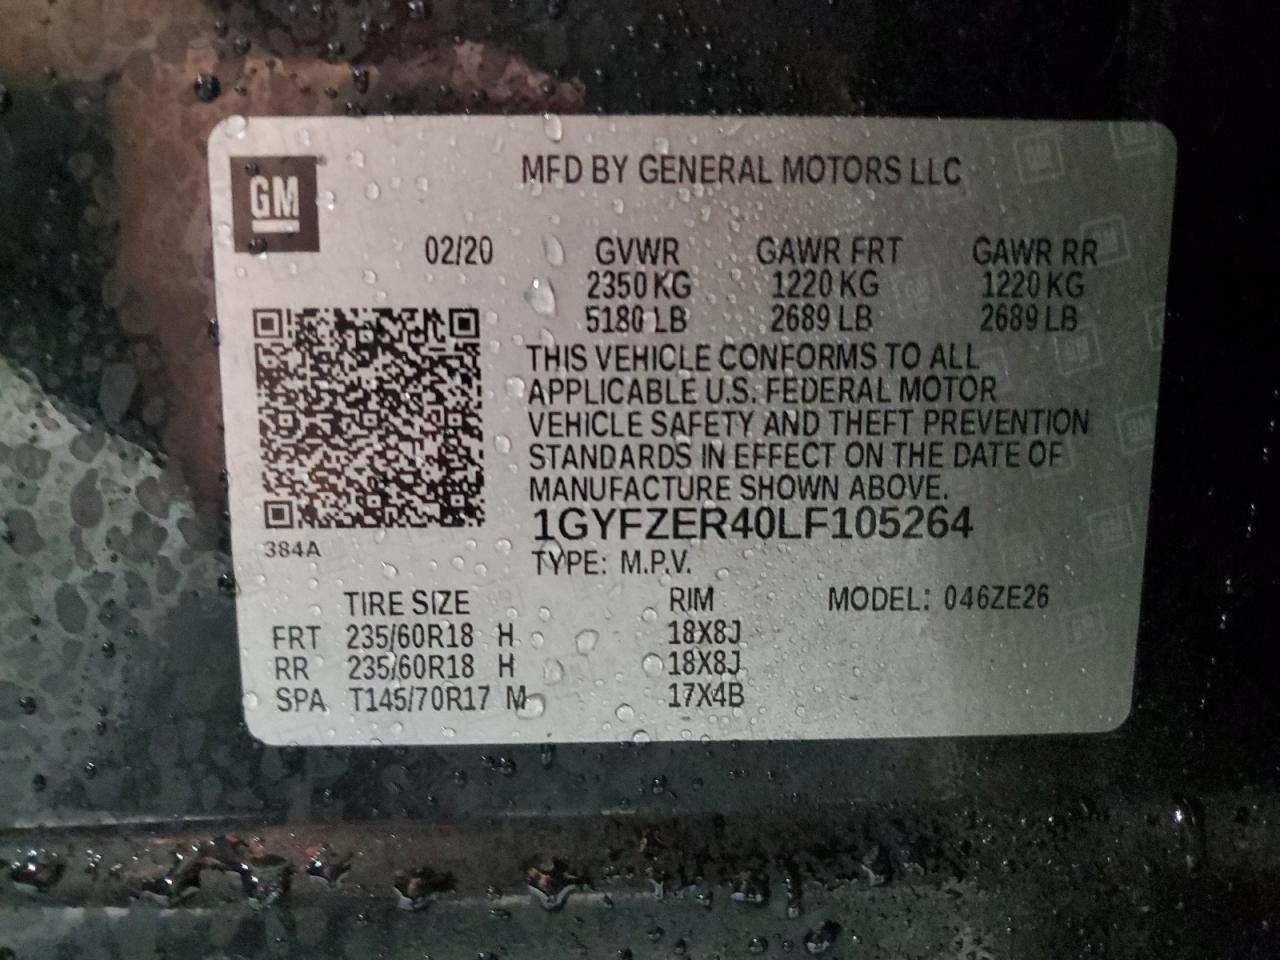 MFD BY GENERAL MOTORS LLC
GM
02/20 GVWR GAWR FRT GAWR RR
2350 KG 1220 KG 1220 KG
5180 LB 2689 LB 2689 LB
THIS VEHICLE CONFORMS TO ALL
APPLICABLE U.S. FEDERAL MOTOR
VEHICLE SAFETY AND THEFT PREVENTION
STANDARDS IN EFFECT ON THE DATE OF
MANUFACTURE SHOWN ABOVE.
1GYFZER40LF105264
384A
TYPE: M.P.V.
TIRE SIZE RIM MODEL: 046ZE26
FRT 235/60R18 H 18X8J
RR 235/60R18 H 18X8J
SPA T145/70R17 M 17X4B